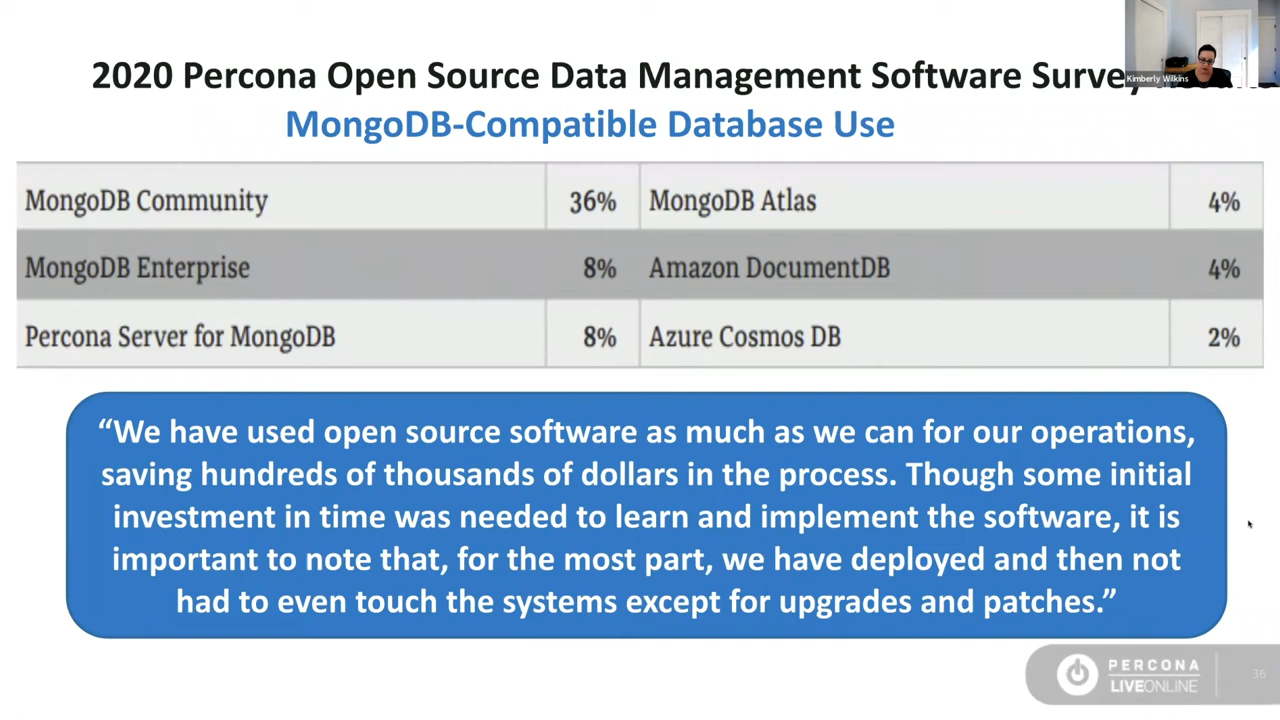 2020 Percona Open Source Data Management Software Survey
Kimberly Wilkins
MongoDB-Compatible Database Use
MongoDB Community 36% MongoDB Atlas 4%
MongoDB Enterprise 8% Amazon DocumentDB 4%
Percona Server for MongoDB 8% Azure Cosmos DB 2%
“We have used open source software as much as we can for our operations,
saving hundreds of thousands of dollars in the process. Though some initial
investment in time was needed to learn and implement the software, it is
important to note that, for the most part, we have deployed and then not
had to even touch the systems except for upgrades and patches.”
PERCONA
LIVEONLINE
36